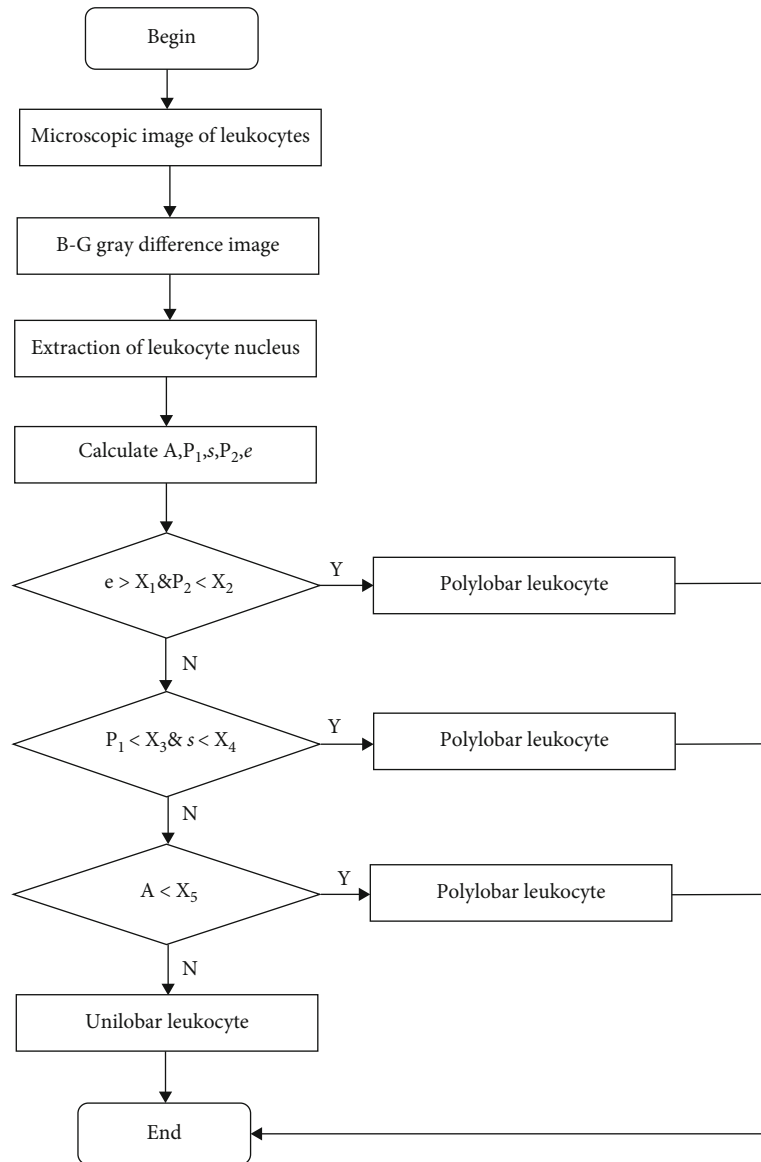 Begin
Microscopic image of leukocytes
B-G gray difference image
Extraction of leukocyte nucleus
Calculate A,P₁,s,P₂,e
e > X₁&P₂ < X₂
Y
Polylobar leukocyte
N
P₁ < X₃& s < X₄
Y
Polylobar leukocyte
N
A < X₅
Y
Polylobar leukocyte
N
Unilobar leukocyte
End